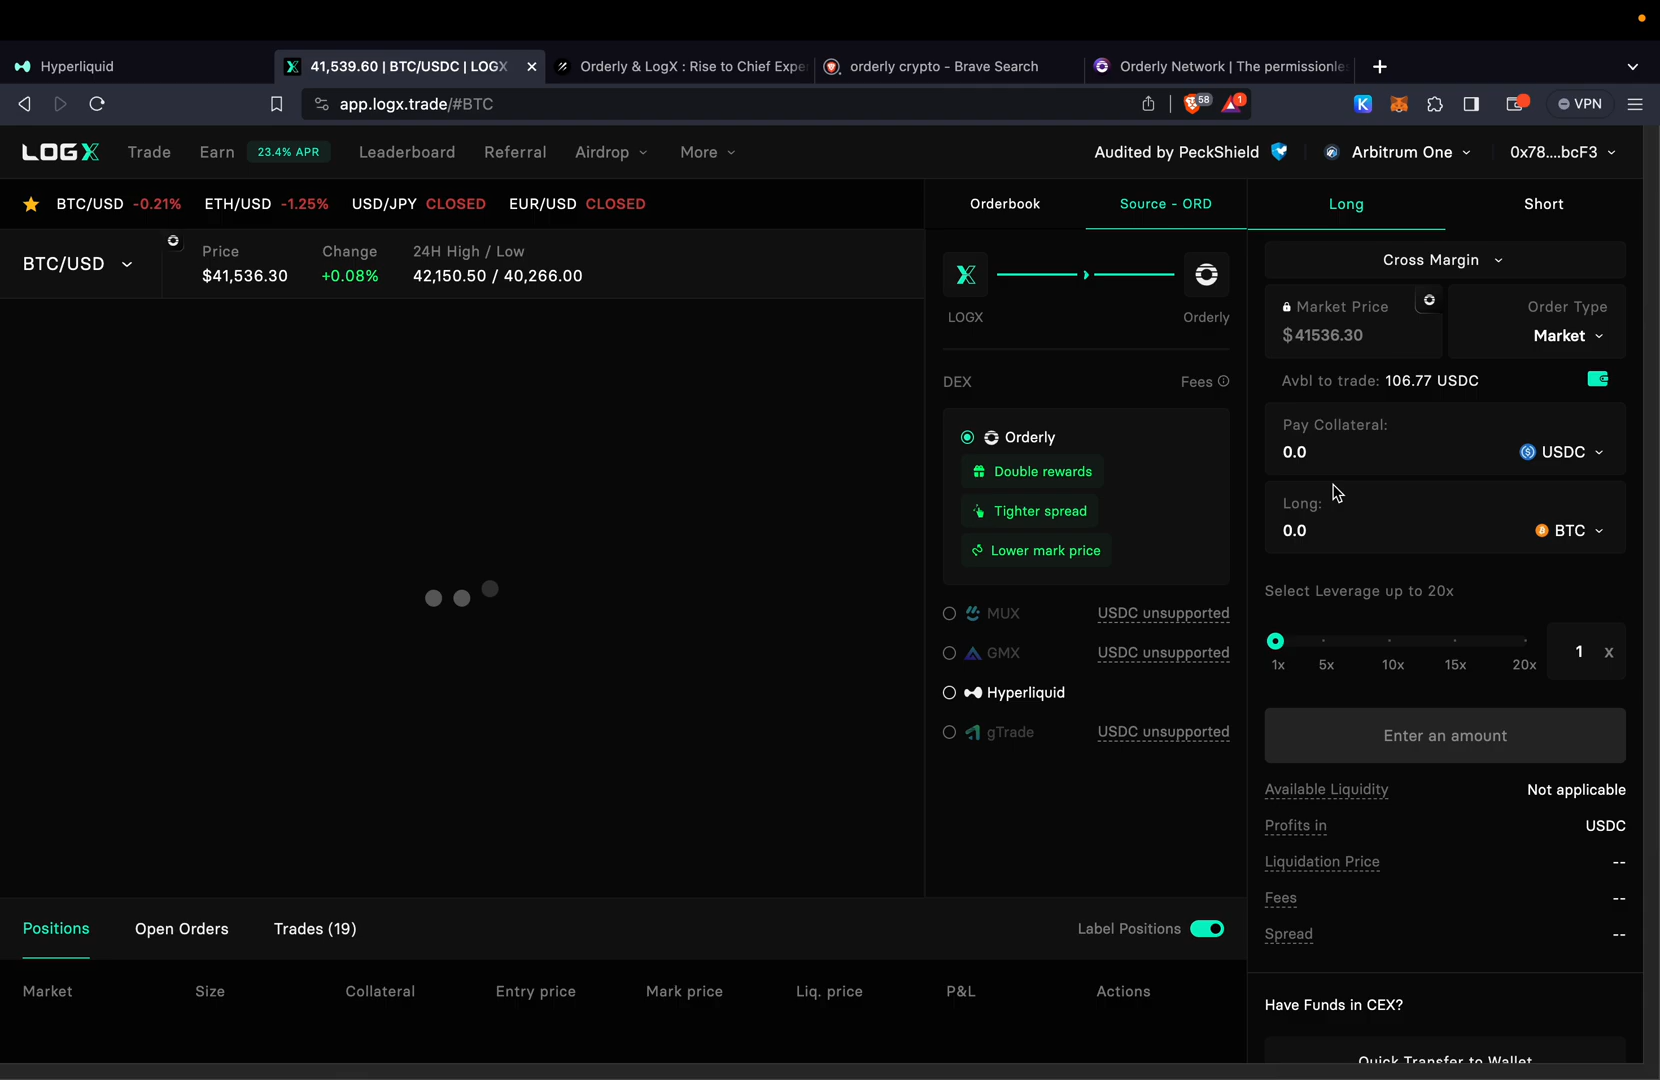 Hyperliquid
41,539.60 | BTC/USDC | LOGX
Orderly & LogX : Rise to Chief Expe
orderly crypto - Brave Search
Orderly Network | The permissionles
app.logx.trade/#BTC
58
1
K
VPN
LOGX
Trade
Earn
23.4% APR
Leaderboard
Referral
Airdrop
More
Audited by PeckShield
Arbitrum One
0x78....bcF3
BTC/USD -0.21%
ETH/USD -1.25%
USD/JPY CLOSED
EUR/USD CLOSED
Orderbook
Source - ORD
Long
Short
BTC/USD
Price
$41,536.30
Change
+0.08%
24H High / Low
42,150.50 / 40,266.00
LOGX
Orderly
DEX
Fees
Orderly
Double rewards
Tighter spread
Lower mark price
MUX
USDC unsupported
GMX
USDC unsupported
Hyperliquid
gTrade
USDC unsupported
Cross Margin
Market Price
$41536.30
Order Type
Market
Avbl to trade: 106.77 USDC
Pay Collateral:
0.0
USDC
Long:
0.0
BTC
Select Leverage up to 20x
1x
5x
10x
15x
20x
1 x
Enter an amount
Available Liquidity
Not applicable
Profits in
USDC
Liquidation Price
--
Fees
--
Spread
--
Have Funds in CEX?
Quick Transfer to Wallet
Positions
Open Orders
Trades (19)
Label Positions
Market
Size
Collateral
Entry price
Mark price
Liq. price
P&L
Actions